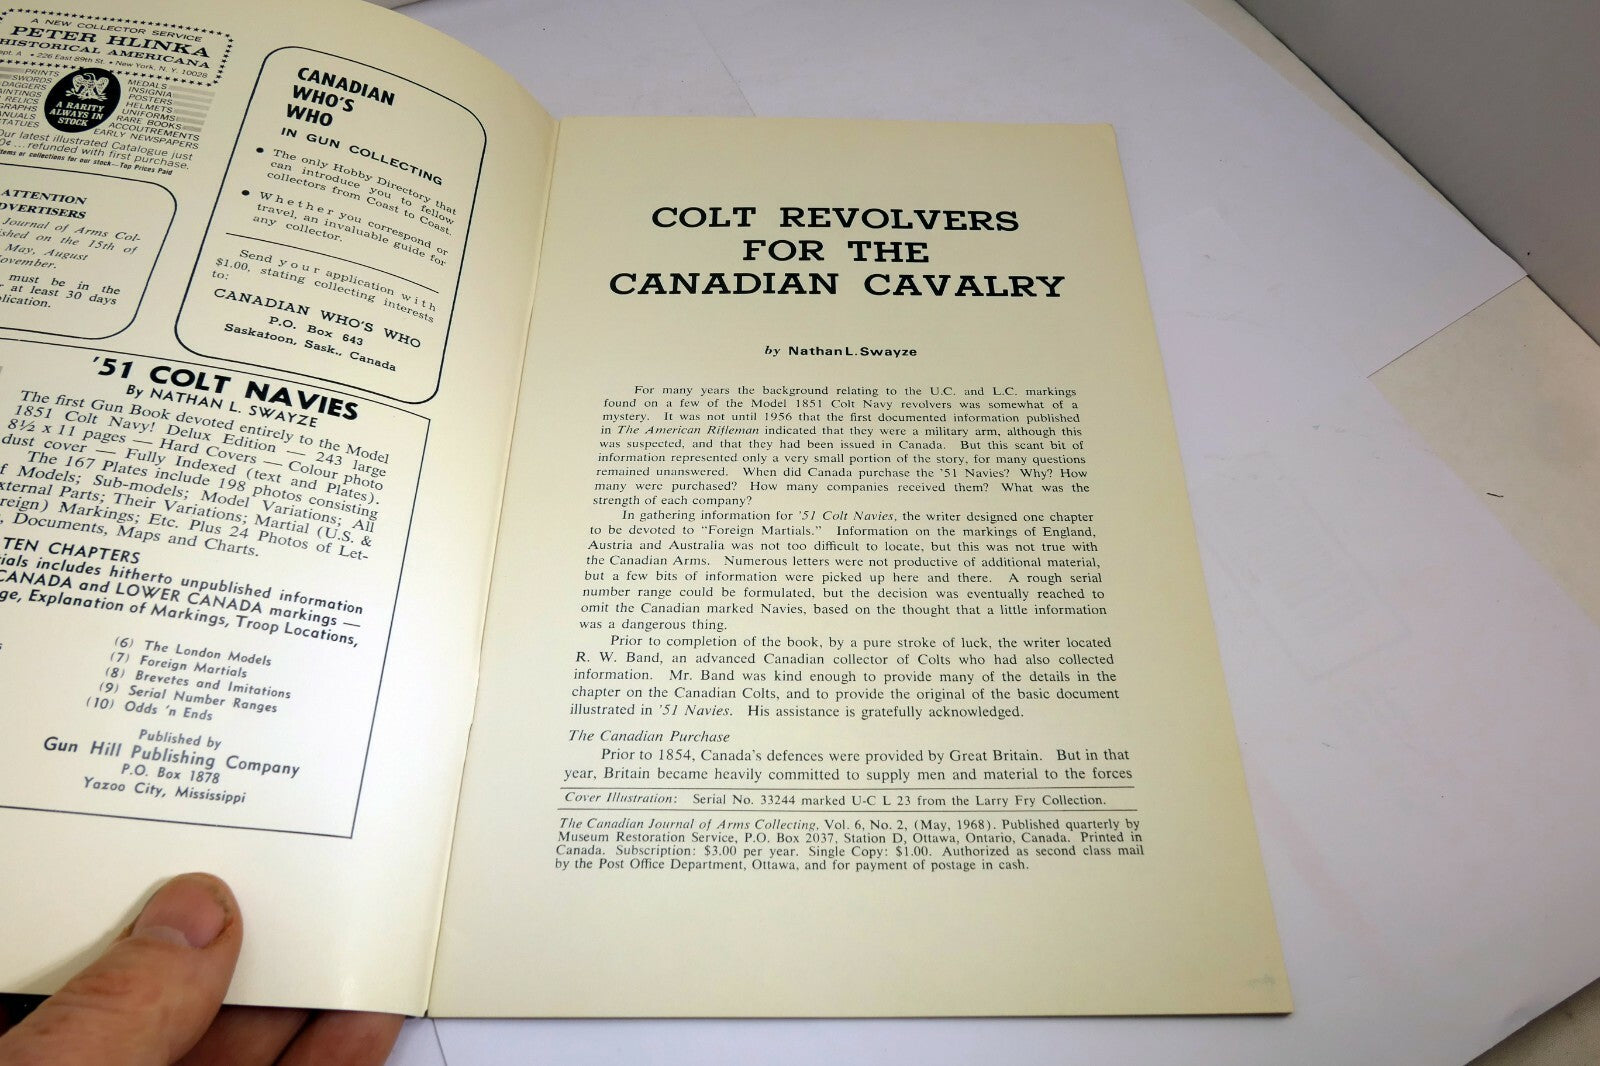 A NEW COLLECTOR SERVICE
PETER HLINKA
HISTORICAL AMERICANA
ept. A • 226 East 89th St. • New York, N. Y. 10028
PRINTS
SWORDS
DAGGERS
RELICS
A RARITY
ALWAYS IN
STOCK
MEDALS
INSIGNIA
POSTERS
HELMETS
UNIFORMS
RARE BOOKS
ACCOUTREMENTS
EARLY NEWSPAPERS
Our latest illustrated Catalogue just
0¢ ... refunded with first purchase.
items or collections for our stock—Top Prices Paid
ATTENTION
DVERTISERS
Journal of Arms Col-
ished on the 15th of
May, August
ovember.
must be in the
r at least 30 days
lication.
CANADIAN
WHO'S
WHO
IN GUN COLLECTING
• The only Hobby Directory that
can introduce you to fellow
collectors from Coast to Coast.
• Whether you correspond or
travel, an invaluable guide for
any collector.
Send your application with
$1.00, stating collecting interests
to:
CANADIAN WHO'S WHO
P.O. Box 643
Saskatoon, Sask., Canada
'51 COLT NAVIES
By NATHAN L. SWAYZE
The first Gun Book devoted entirely to the Model
1851 Colt Navy! Delux Edition — 243 large
8½ x 11 pages — Hard Covers — Colour photo
dust cover — Fully Indexed (text and Plates).
The 167 Plates include 198 photos consisting
f Models; Sub-models; Model Variations; All
xternal Parts; Their Variations; Martial (U.S. &
reign) Markings; Etc. Plus 24 Photos of Let-
, Documents, Maps and Charts.
TEN CHAPTERS
ials includes hitherto unpublished information
CANADA and LOWER CANADA markings —
ge, Explanation of Markings, Troop Locations,
(6) The London Models
(7) Foreign Martials
(8) Brevetes and Imitations
(9) Serial Number Ranges
(10) Odds 'n Ends
Published by
Gun Hill Publishing Company
P.O. Box 1878
Yazoo City, Mississippi
COLT REVOLVERS
FOR THE
CANADIAN CAVALRY
by Nathan L. Swayze
For many years the background relating to the U.C. and L.C. markings
found on a few of the Model 1851 Colt Navy revolvers was somewhat of a
mystery. It was not until 1956 that the first documented information published
in The American Rifleman indicated that they were a military arm, although this
was suspected, and that they had been issued in Canada. But this scant bit of
information represented only a very small portion of the story, for many questions
remained unanswered. When did Canada purchase the '51 Navies? Why? How
many were purchased? How many companies received them? What was the
strength of each company?
In gathering information for '51 Colt Navies, the writer designed one chapter
to be devoted to "Foreign Martials." Information on the markings of England,
Austria and Australia was not too difficult to locate, but this was not true with
the Canadian Arms. Numerous letters were not productive of additional material,
but a few bits of information were picked up here and there. A rough serial
number range could be formulated, but the decision was eventually reached to
omit the Canadian marked Navies, based on the thought that a little information
was a dangerous thing.
Prior to completion of the book, by a pure stroke of luck, the writer located
R. W. Band, an advanced Canadian collector of Colts who had also collected
information. Mr. Band was kind enough to provide many of the details in the
chapter on the Canadian Colts, and to provide the original of the basic document
illustrated in '51 Navies. His assistance is gratefully acknowledged.
The Canadian Purchase
Prior to 1854, Canada's defences were provided by Great Britain. But in that
year, Britain became heavily committed to supply men and material to the forces
Cover Illustration: Serial No. 33244 marked U-C L 23 from the Larry Fry Collection.
The Canadian Journal of Arms Collecting, Vol. 6, No. 2, (May, 1968). Published quarterly by
Museum Restoration Service, P.O. Box 2037, Station D, Ottawa, Ontario, Canada. Printed in
Canada. Subscription: $3.00 per year. Single Copy: $1.00. Authorized as second class mail
by the Post Office Department, Ottawa, and for payment of postage in cash.